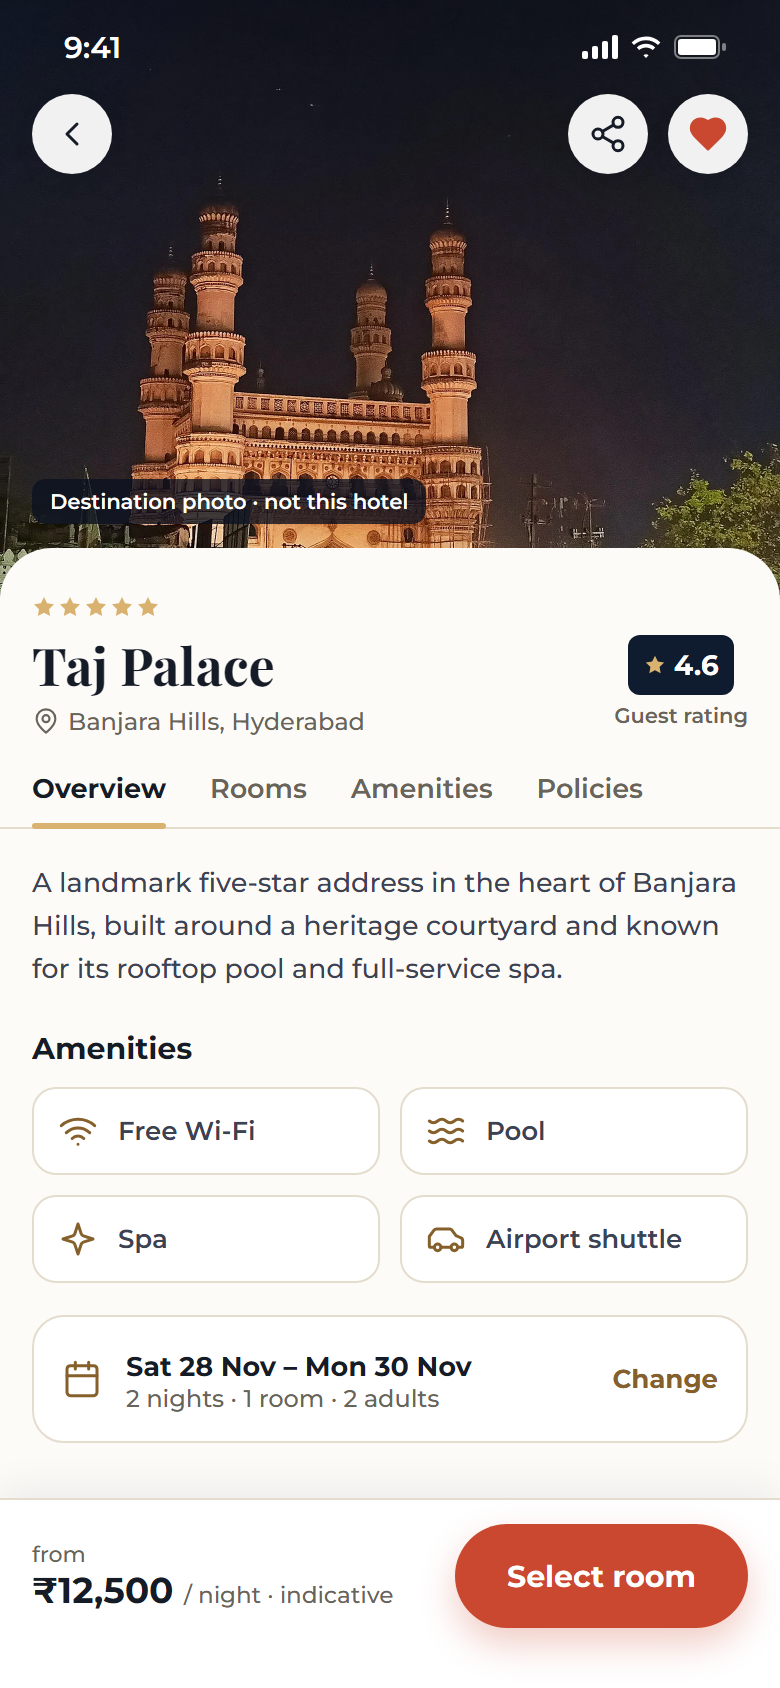 9:41
Destination photo · not this hotel
Taj Palace
4.6
Banjara Hills, Hyderabad
Guest rating
Overview Rooms Amenities Policies
A landmark five-star address in the heart of Banjara
Hills, built around a heritage courtyard and known
for its rooftop pool and full-service spa.
Amenities
Free Wi-Fi
Pool
Spa
Airport shuttle
Sat 28 Nov – Mon 30 Nov
2 nights · 1 room · 2 adults
Change
from
₹12,500 / night · indicative
Select room